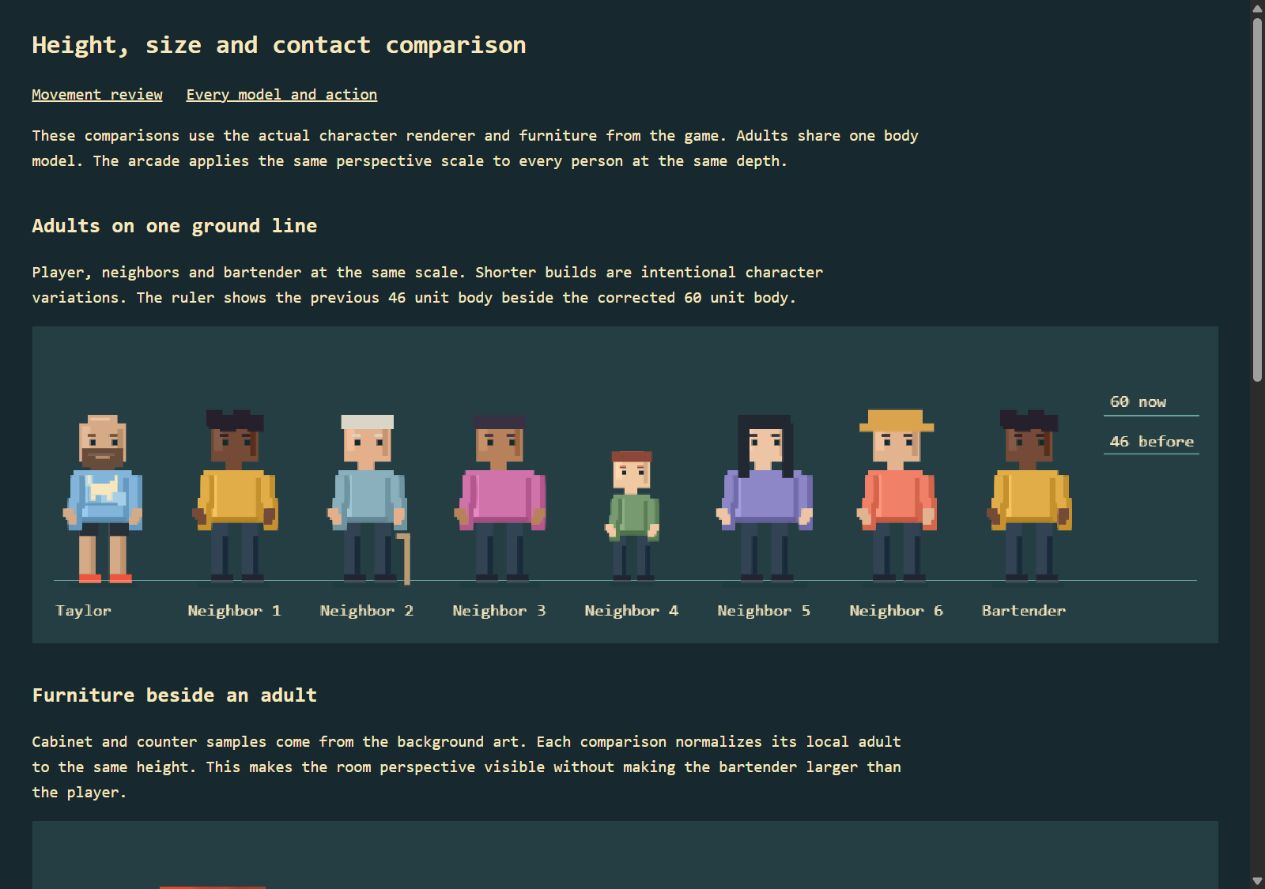 Height, size and contact comparison
Movement review Every model and action
These comparisons use the actual character renderer and furniture from the game. Adults share one body
model. The arcade applies the same perspective scale to every person at the same depth.
Adults on one ground line
Player, neighbors and bartender at the same scale. Shorter builds are intentional character
variations. The ruler shows the previous 46 unit body beside the corrected 60 unit body.
60 now
46 before
Taylor Neighbor 1 Neighbor 2 Neighbor 3 Neighbor 4 Neighbor 5 Neighbor 6 Bartender
Furniture beside an adult
Cabinet and counter samples come from the background art. Each comparison normalizes its local adult
to the same height. This makes the room perspective visible without making the bartender larger than
the player.